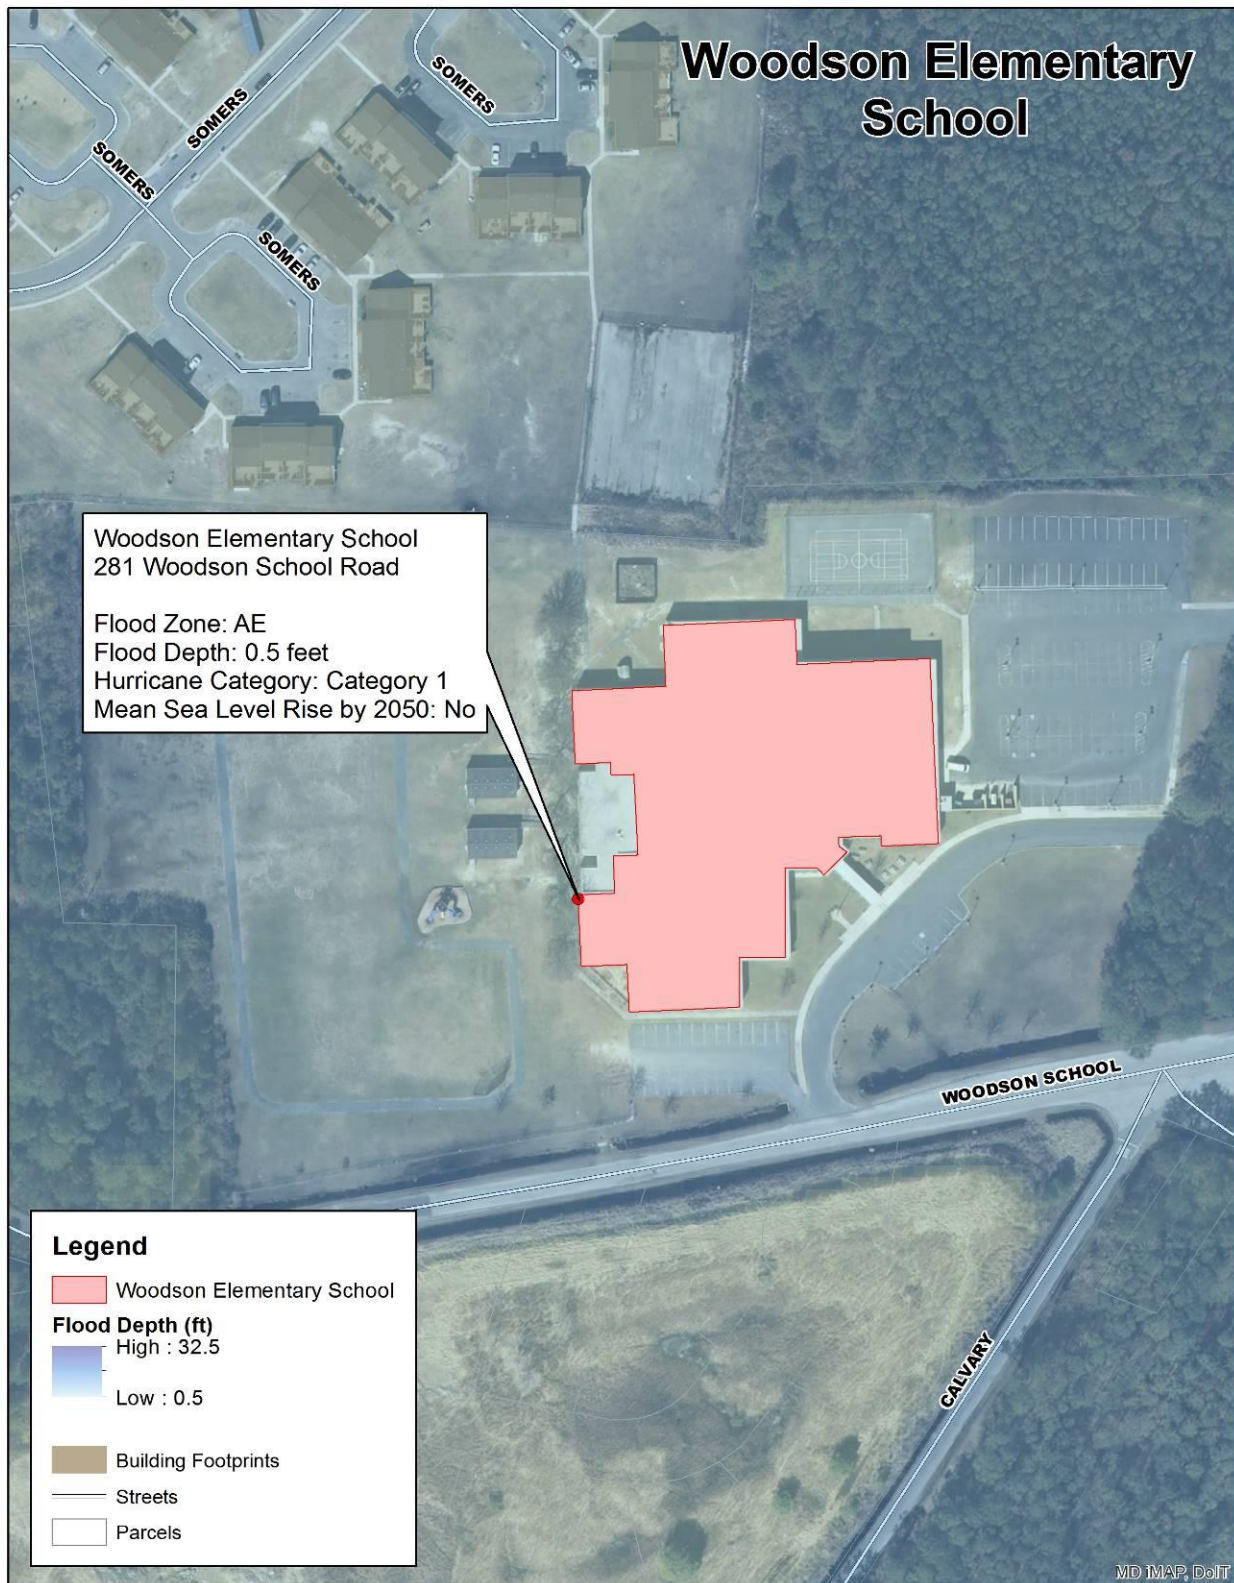 Woodson Elementary
School
SOMERS
SOMERS
SOMERS
SOMERS
Woodson Elementary School
281 Woodson School Road
Flood Zone: AE
Flood Depth: 0.5 feet
Hurricane Category: Category 1
Mean Sea Level Rise by 2050: No
WOODSON SCHOOL
CALVARY
Legend
Woodson Elementary School
Flood Depth (ft)
High : 32.5
Low : 0.5
Building Footprints
Streets
Parcels
MD iMAP, DoIT